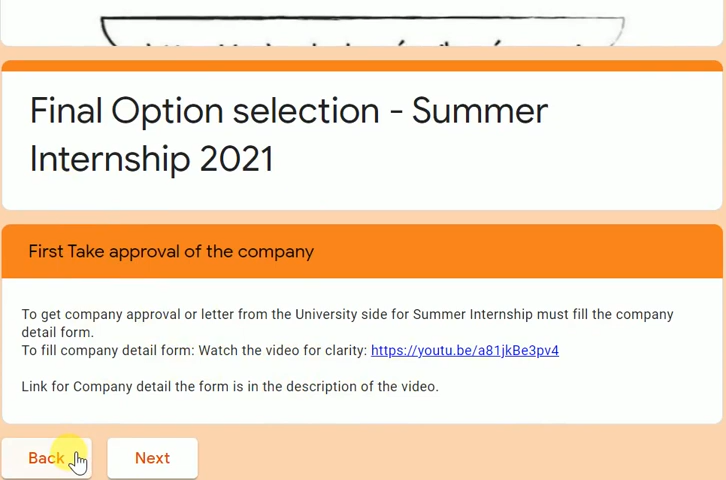 Final Option selection - Summer
Internship 2021
First Take approval of the company
To get company approval or letter from the University side for Summer Internship must fill the company
detail form.
To fill company detail form: Watch the video for clarity: https://youtu.be/a81jkBe3pv4
Link for Company detail the form is in the description of the video.
Back
Next